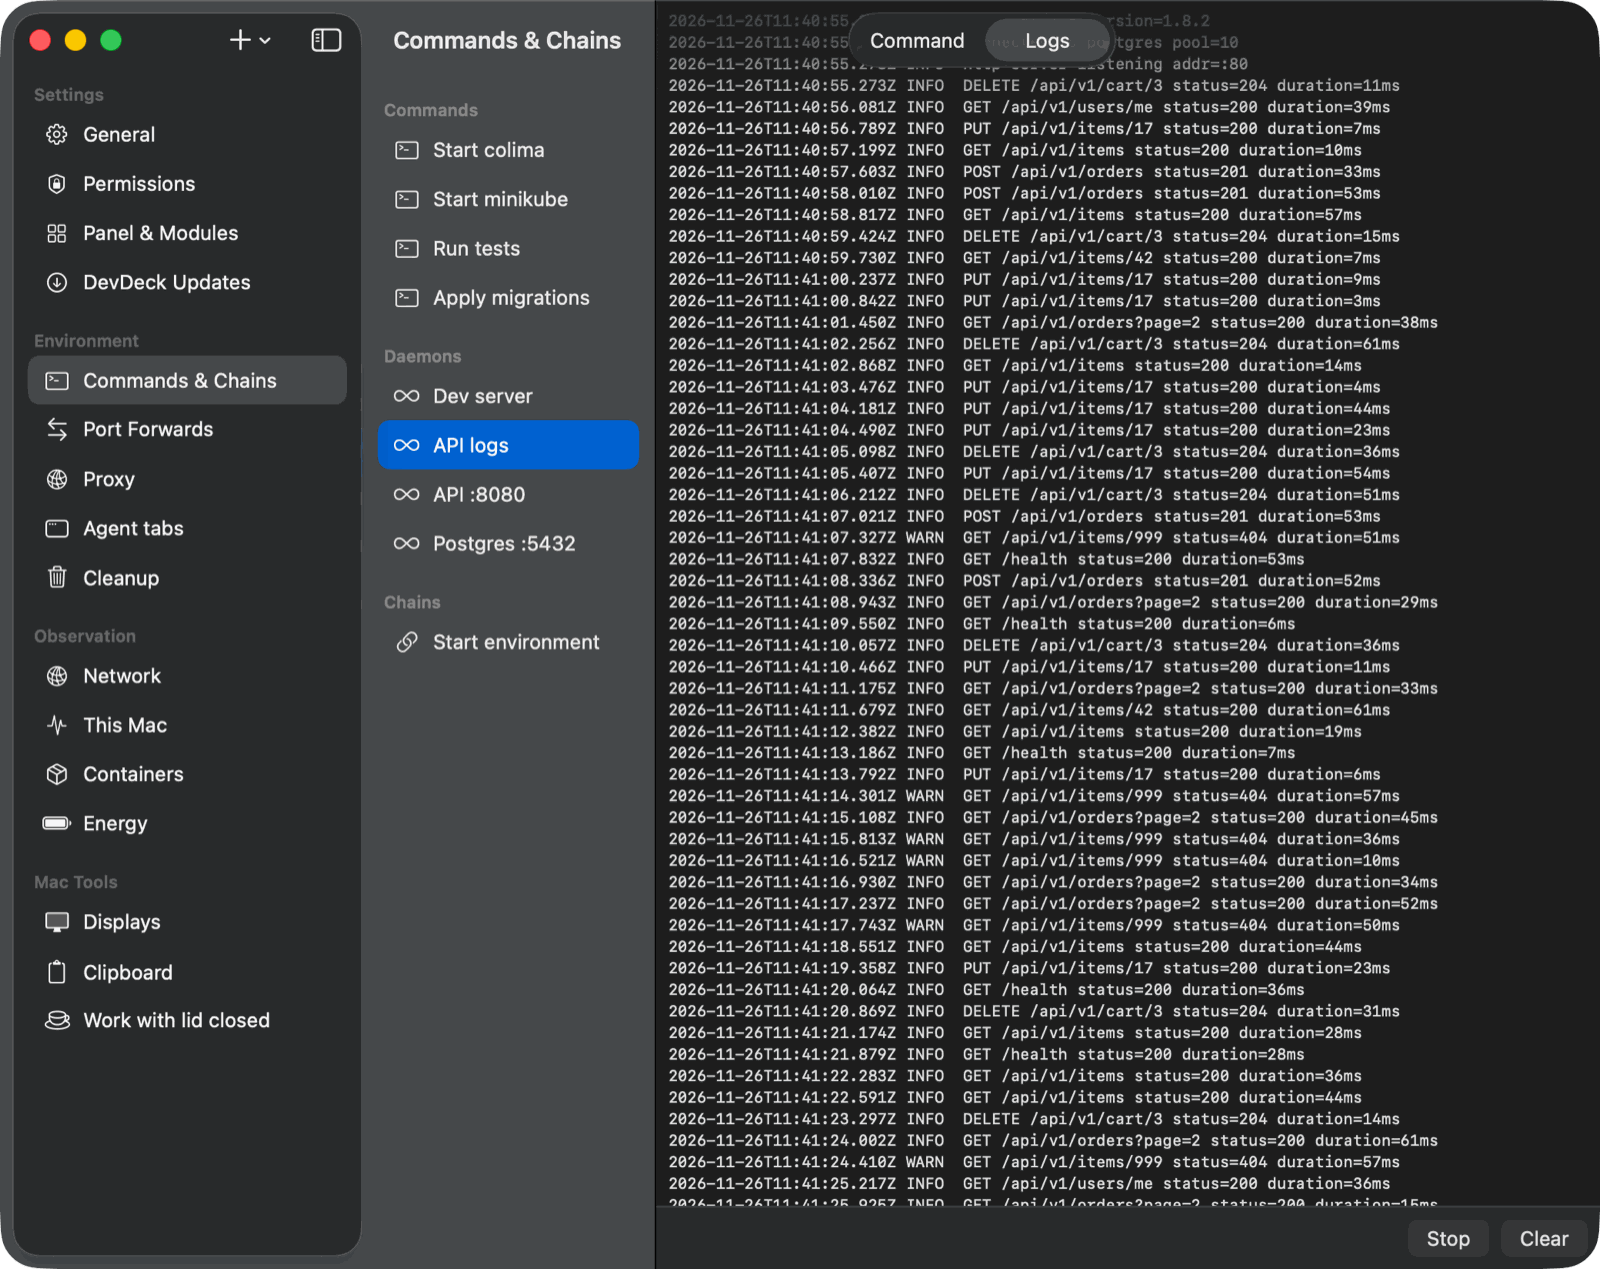 Settings
General
Permissions
Panel & Modules
DevDeck Updates
Environment
Commands & Chains
Port Forwards
Proxy
Agent tabs
Cleanup
Observation
Network
This Mac
Containers
Energy
Mac Tools
Displays
Clipboard
Work with lid closed
Commands & Chains
Commands
Start colima
Start minikube
Run tests
Apply migrations
Daemons
Dev server
API logs
API :8080
Postgres :5432
Chains
Start environment
Command
Logs
2026-11-26T11:40:55.
2026-11-26T11:40:55 pool=10
2026-11-26T11:40:55 addr=:80
2026-11-26T11:40:55.273Z INFO DELETE /api/v1/cart/3 status=204 duration=11ms
2026-11-26T11:40:56.081Z INFO GET /api/v1/users/me status=200 duration=39ms
2026-11-26T11:40:56.789Z INFO PUT /api/v1/items/17 status=200 duration=7ms
2026-11-26T11:40:57.199Z INFO GET /api/v1/items status=200 duration=10ms
2026-11-26T11:40:57.603Z INFO POST /api/v1/orders status=201 duration=33ms
2026-11-26T11:40:58.010Z INFO POST /api/v1/orders status=201 duration=53ms
2026-11-26T11:40:58.817Z INFO GET /api/v1/items status=200 duration=57ms
2026-11-26T11:40:59.424Z INFO DELETE /api/v1/cart/3 status=204 duration=15ms
2026-11-26T11:40:59.730Z INFO GET /api/v1/items/42 status=200 duration=7ms
2026-11-26T11:41:00.237Z INFO PUT /api/v1/items/17 status=200 duration=9ms
2026-11-26T11:41:00.842Z INFO PUT /api/v1/items/17 status=200 duration=3ms
2026-11-26T11:41:01.450Z INFO GET /api/v1/orders?page=2 status=200 duration=38ms
2026-11-26T11:41:02.256Z INFO DELETE /api/v1/cart/3 status=204 duration=61ms
2026-11-26T11:41:02.868Z INFO GET /api/v1/items status=200 duration=14ms
2026-11-26T11:41:03.476Z INFO PUT /api/v1/items/17 status=200 duration=4ms
2026-11-26T11:41:04.181Z INFO PUT /api/v1/items/17 status=200 duration=44ms
2026-11-26T11:41:04.490Z INFO PUT /api/v1/items/17 status=200 duration=23ms
2026-11-26T11:41:05.098Z INFO DELETE /api/v1/cart/3 status=204 duration=36ms
2026-11-26T11:41:05.407Z INFO PUT /api/v1/items/17 status=200 duration=54ms
2026-11-26T11:41:06.212Z INFO DELETE /api/v1/cart/3 status=204 duration=51ms
2026-11-26T11:41:07.021Z INFO POST /api/v1/orders status=201 duration=53ms
2026-11-26T11:41:07.327Z WARN GET /api/v1/items/999 status=404 duration=51ms
2026-11-26T11:41:07.832Z INFO GET /health status=200 duration=53ms
2026-11-26T11:41:08.336Z INFO POST /api/v1/orders status=201 duration=52ms
2026-11-26T11:41:08.943Z INFO GET /api/v1/orders?page=2 status=200 duration=29ms
2026-11-26T11:41:09.550Z INFO GET /health status=200 duration=6ms
2026-11-26T11:41:10.057Z INFO DELETE /api/v1/cart/3 status=204 duration=36ms
2026-11-26T11:41:10.466Z INFO PUT /api/v1/items/17 status=200 duration=11ms
2026-11-26T11:41:11.175Z INFO GET /api/v1/orders?page=2 status=200 duration=33ms
2026-11-26T11:41:11.679Z INFO GET /api/v1/items/42 status=200 duration=61ms
2026-11-26T11:41:12.382Z INFO GET /api/v1/items status=200 duration=19ms
2026-11-26T11:41:13.186Z INFO GET /health status=200 duration=7ms
2026-11-26T11:41:13.792Z INFO PUT /api/v1/items/17 status=200 duration=6ms
2026-11-26T11:41:14.301Z WARN GET /api/v1/items/999 status=404 duration=57ms
2026-11-26T11:41:15.108Z INFO GET /api/v1/orders?page=2 status=200 duration=45ms
2026-11-26T11:41:15.813Z WARN GET /api/v1/items/999 status=404 duration=36ms
2026-11-26T11:41:16.521Z WARN GET /api/v1/items/999 status=404 duration=10ms
2026-11-26T11:41:16.930Z INFO GET /api/v1/orders?page=2 status=200 duration=34ms
2026-11-26T11:41:17.237Z INFO GET /api/v1/orders?page=2 status=200 duration=52ms
2026-11-26T11:41:17.743Z WARN GET /api/v1/items/999 status=404 duration=50ms
2026-11-26T11:41:18.551Z INFO GET /api/v1/items status=200 duration=44ms
2026-11-26T11:41:19.358Z INFO PUT /api/v1/items/17 status=200 duration=23ms
2026-11-26T11:41:20.064Z INFO GET /health status=200 duration=36ms
2026-11-26T11:41:20.869Z INFO DELETE /api/v1/cart/3 status=204 duration=31ms
2026-11-26T11:41:21.174Z INFO GET /api/v1/items status=200 duration=28ms
2026-11-26T11:41:21.879Z INFO GET /health status=200 duration=28ms
2026-11-26T11:41:22.283Z INFO GET /api/v1/items status=200 duration=36ms
2026-11-26T11:41:22.591Z INFO GET /api/v1/items status=200 duration=44ms
2026-11-26T11:41:23.297Z INFO DELETE /api/v1/cart/3 status=204 duration=14ms
2026-11-26T11:41:24.002Z INFO GET /api/v1/orders?page=2 status=200 duration=61ms
2026-11-26T11:41:24.410Z WARN GET /api/v1/items/999 status=404 duration=57ms
2026-11-26T11:41:25.217Z INFO GET /api/v1/users/me status=200 duration=36ms
2026-11-26T11:41:25.925Z INFO GET /api/v1/orders?page=2 status=200 duration=15ms
Stop
Clear